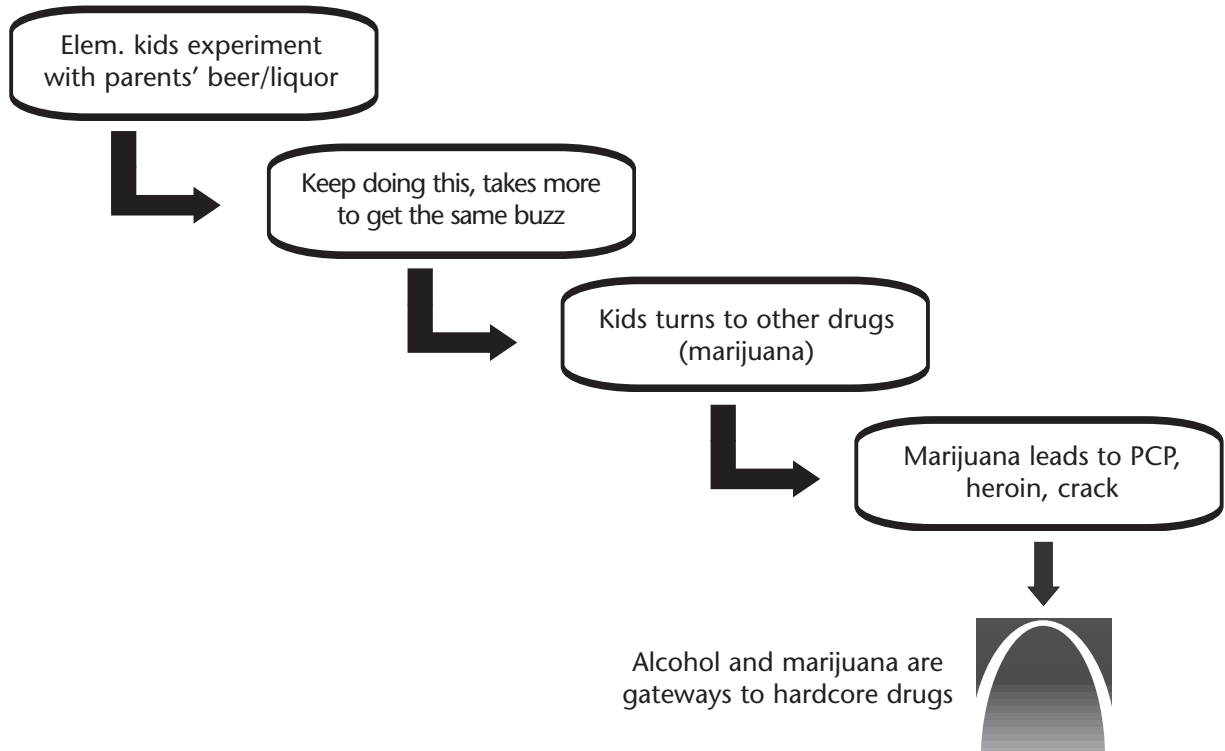 Elem. kids experiment
with parents’ beer/liquor
Keep doing this, takes more
to get the same buzz
Kids turns to other drugs
(marijuana)
Marijuana leads to PCP,
heroin, crack
Alcohol and marijuana are
gateways to hardcore drugs